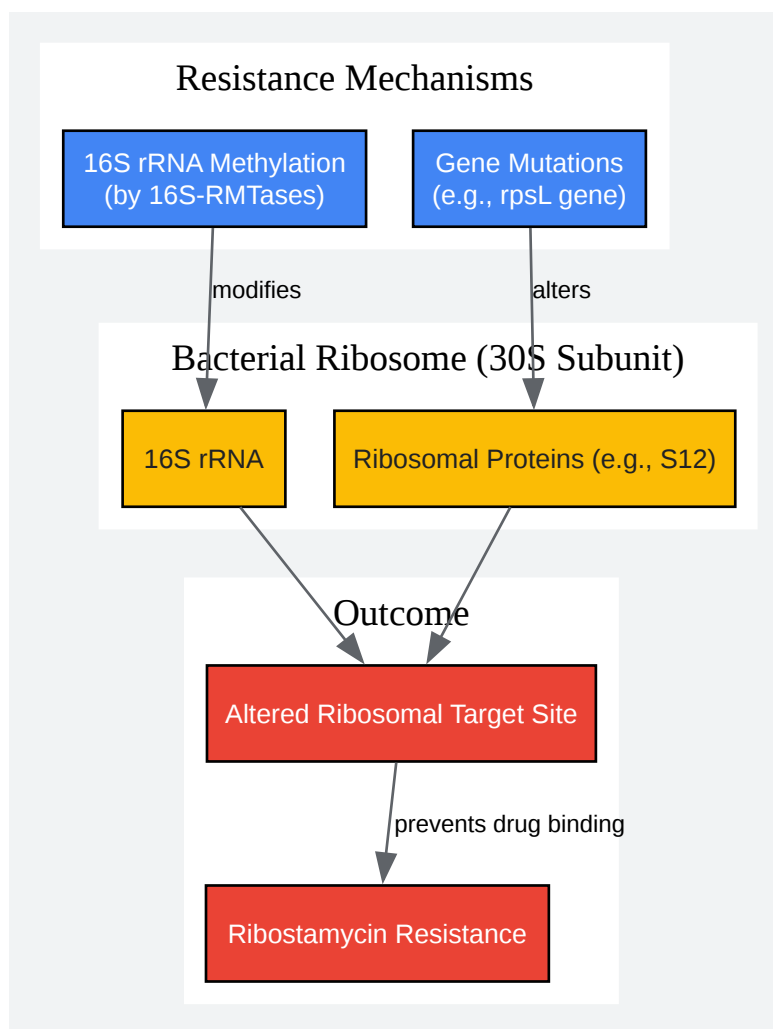 Resistance Mechanisms
16S rRNA Methylation
(by 16S-RMTases)
Gene Mutations
(e.g., rpsL gene)
modifies
alters
Bacterial Ribosome (30S Subunit)
16S rRNA
Ribosomal Proteins (e.g., S12)
Outcome
Altered Ribosomal Target Site
prevents drug binding
Ribostamycin Resistance